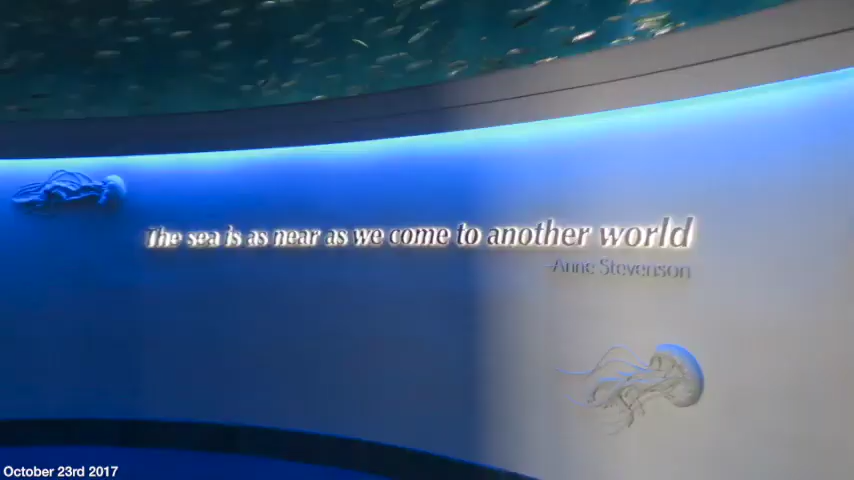 The sea is as near as we come to another world
-Anne Stevenson
October 23rd 2017